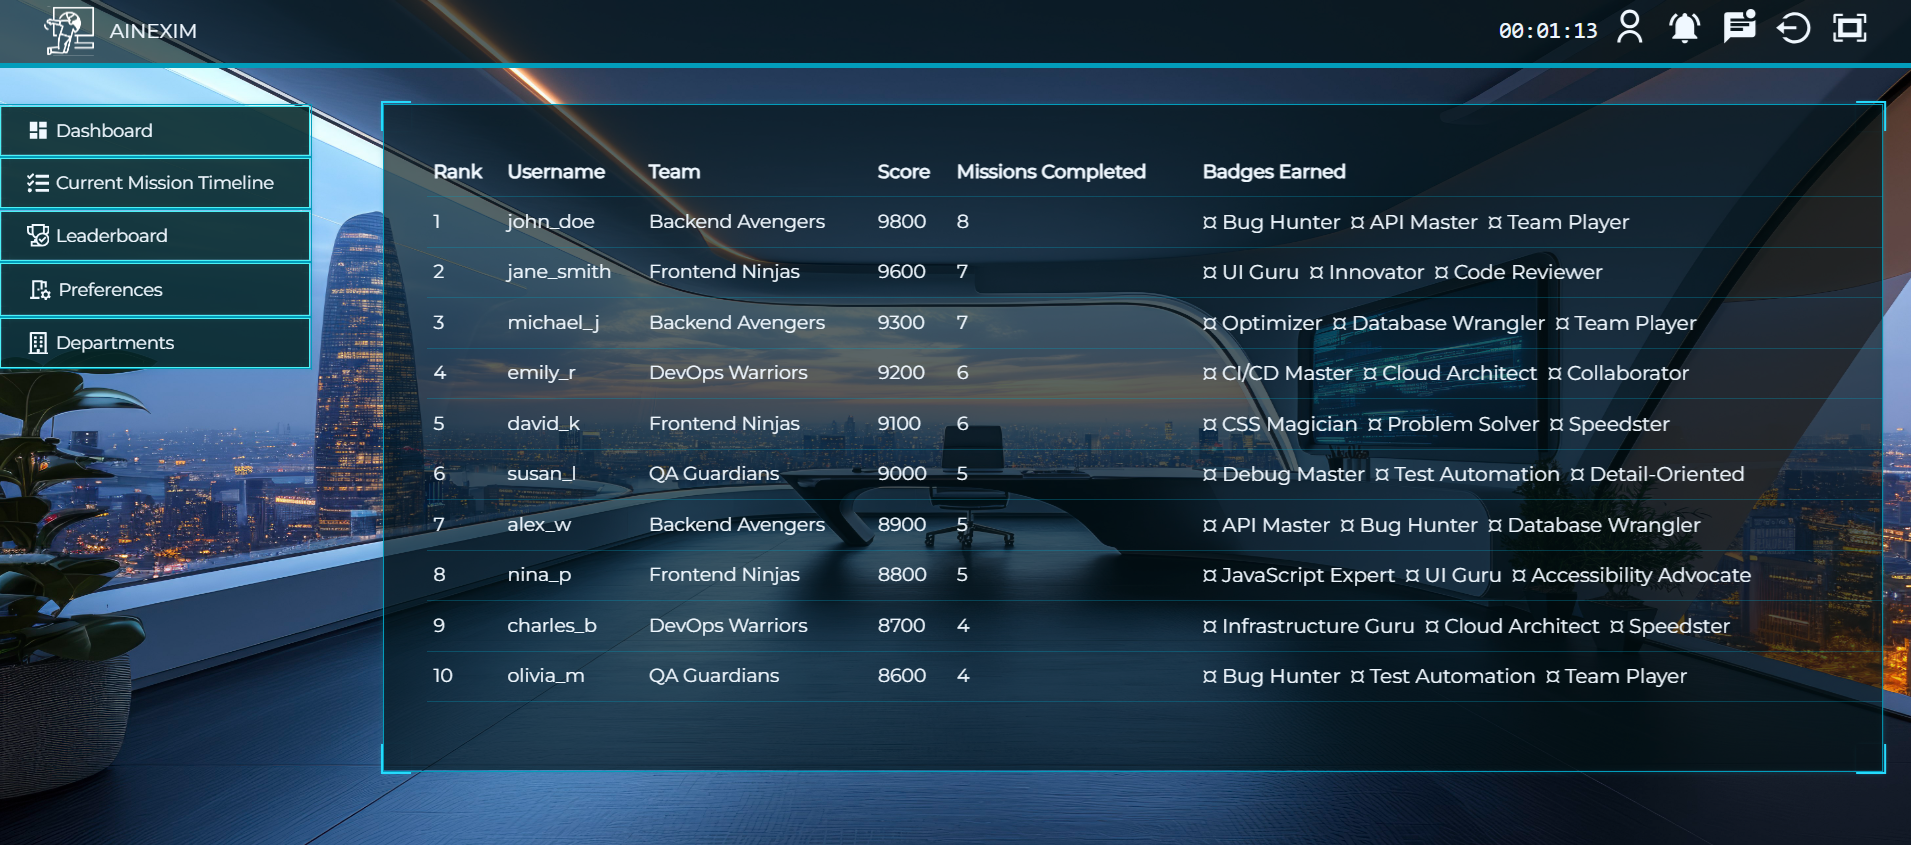 AINEXIM
00:01:13
Dashboard
Current Mission Timeline
Leaderboard
Preferences
Departments
Rank Username Team Score Missions Completed Badges Earned
1 john_doe Backend Avengers 9800 8 ¤ Bug Hunter ¤ API Master ¤ Team Player
2 jane_smith Frontend Ninjas 9600 7 ¤ UI Guru ¤ Innovator ¤ Code Reviewer
3 michael_j Backend Avengers 9300 7 ¤ Optimizer ¤ Database Wrangler ¤ Team Player
4 emily_r DevOps Warriors 9200 6 ¤ CI/CD Master ¤ Cloud Architect ¤ Collaborator
5 david_k Frontend Ninjas 9100 6 ¤ CSS Magician ¤ Problem Solver ¤ Speedster
6 susan_l QA Guardians 9000 5 ¤ Debug Master ¤ Test Automation ¤ Detail-Oriented
7 alex_w Backend Avengers 8900 5 ¤ API Master ¤ Bug Hunter ¤ Database Wrangler
8 nina_p Frontend Ninjas 8800 5 ¤ JavaScript Expert ¤ UI Guru ¤ Accessibility Advocate
9 charles_b DevOps Warriors 8700 4 ¤ Infrastructure Guru ¤ Cloud Architect ¤ Speedster
10 olivia_m QA Guardians 8600 4 ¤ Bug Hunter ¤ Test Automation ¤ Team Player